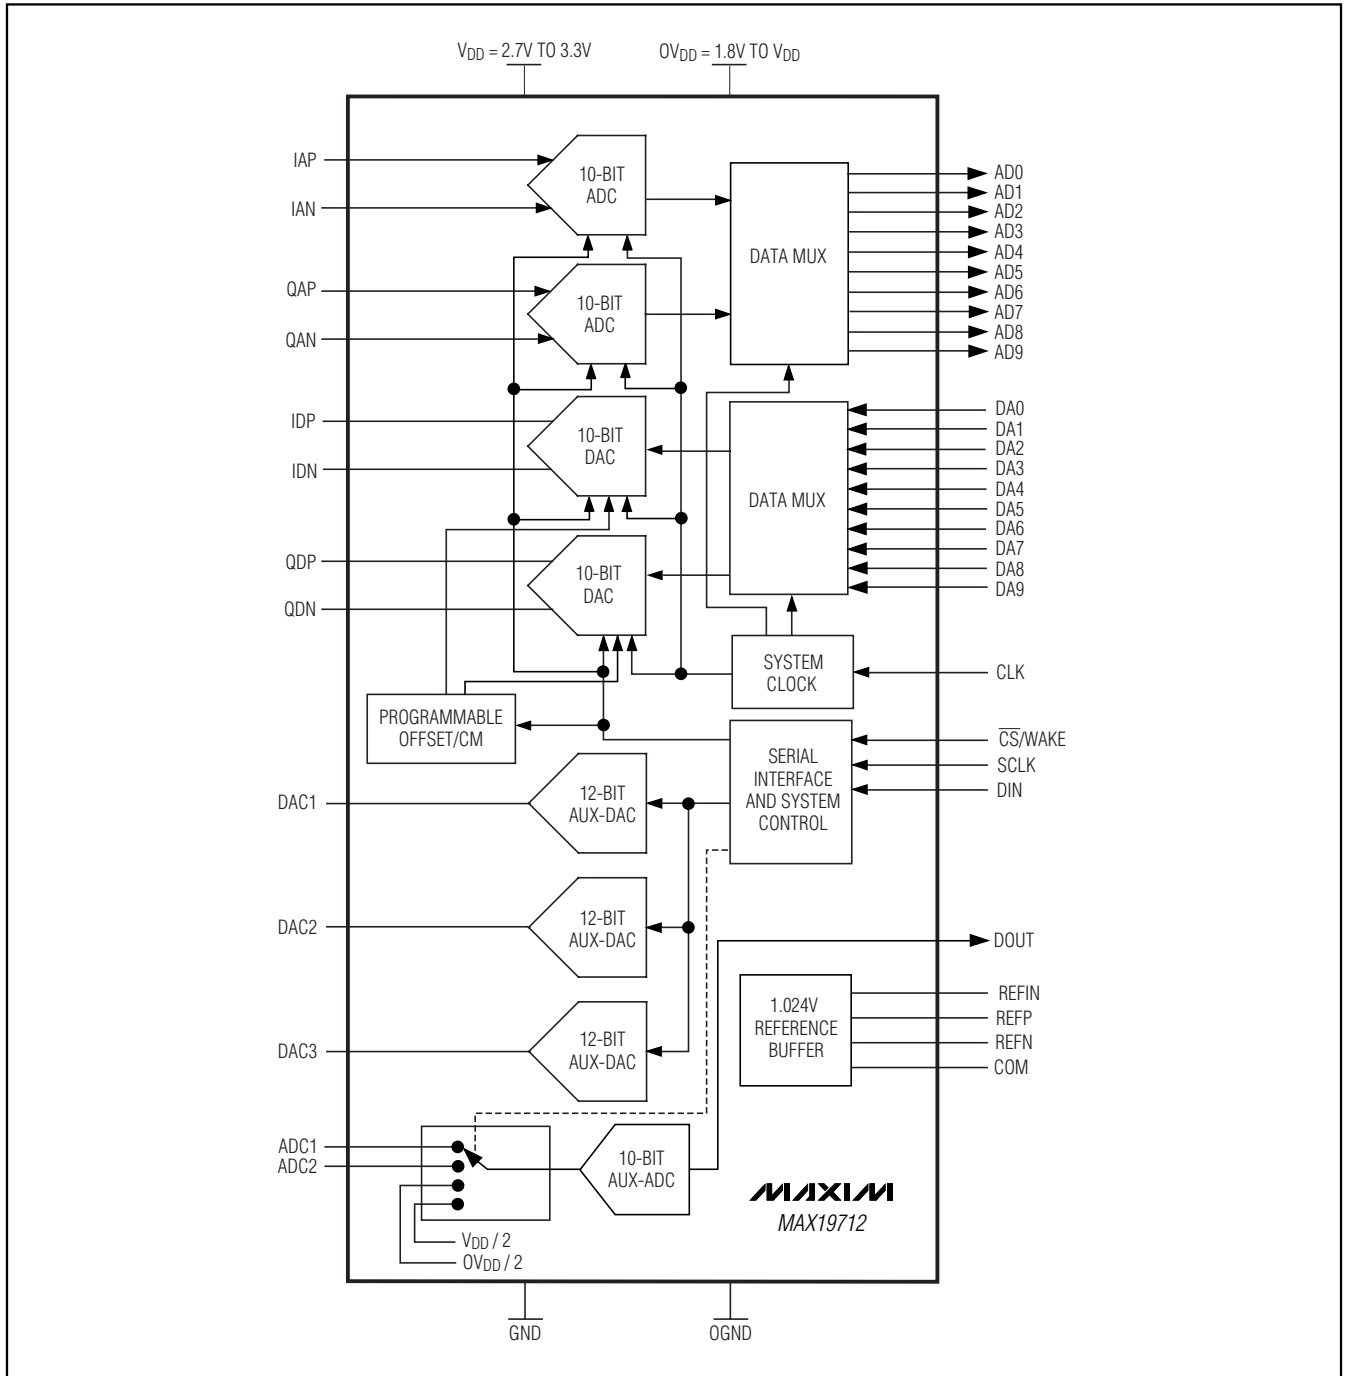 VDD = 2.7V TO 3.3V
OVDD = 1.8V TO VDD
IAP
IAN
10-BIT
ADC
DATA MUX
AD0
AD1
AD2
AD3
AD4
AD5
AD6
AD7
AD8
AD9
QAP
QAN
10-BIT
ADC
IDP
IDN
10-BIT
DAC
DATA MUX
DA0
DA1
DA2
DA3
DA4
DA5
DA6
DA7
DA8
DA9
QDP
QDN
10-BIT
DAC
SYSTEM
CLOCK
CLK
PROGRAMMABLE
OFFSET/CM
SERIAL
INTERFACE
AND SYSTEM
CONTROL
CS/WAKE
SCLK
DIN
DAC1
12-BIT
AUX-DAC
DAC2
12-BIT
AUX-DAC
DOUT
DAC3
12-BIT
AUX-DAC
1.024V
REFERENCE
BUFFER
REFIN
REFP
REFN
COM
ADC1
ADC2
10-BIT
AUX-ADC
VDD / 2
OVDD / 2
MAXIM
MAX19712
GND
OGND